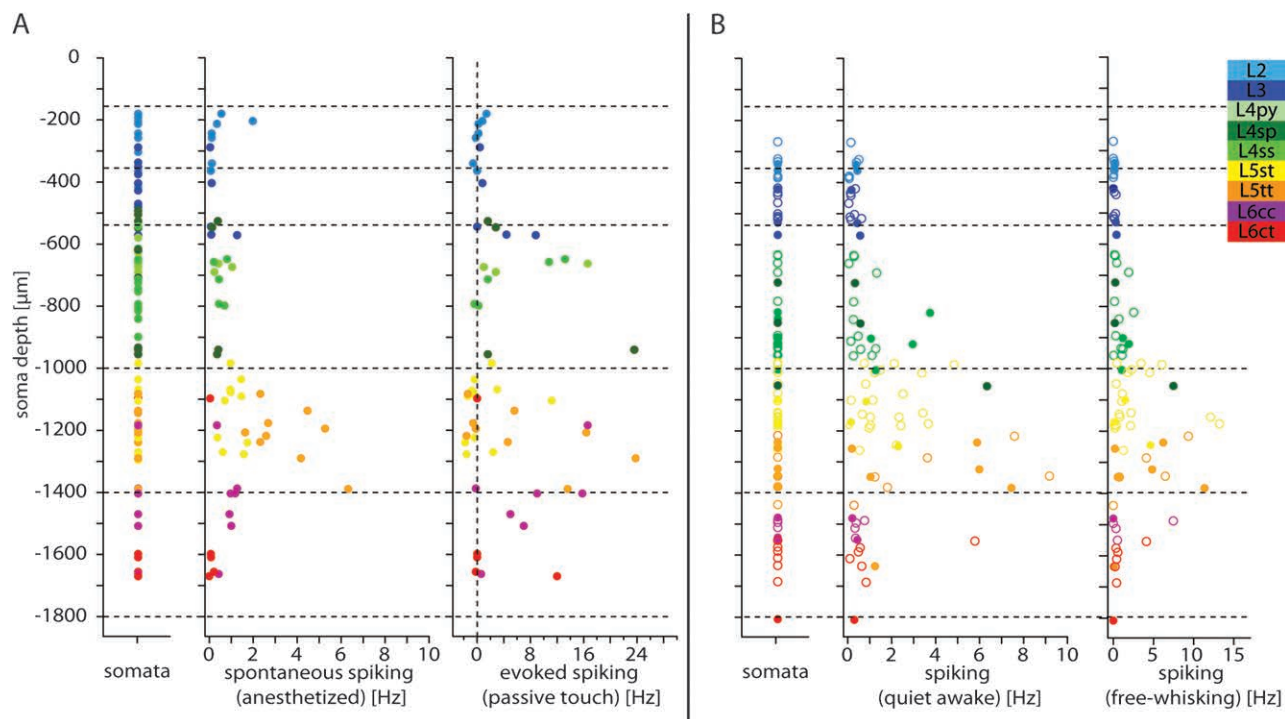 A
B
0
-200
-400
-600
-800
-1000
-1200
-1400
-1600
-1800
soma depth [µm]
L2
L3
L4py
L4sp
L4ss
L5st
L5tt
L6cc
L6ct
0 2 4 6 8 10
0 8 16 24
0 2 4 6 8 10
0 5 10 15
somata
spontaneous spiking
(anesthetized) [Hz]
evoked spiking
(passive touch) [Hz]
somata
spiking
(quiet awake) [Hz]
spiking
(free-whisking) [Hz]